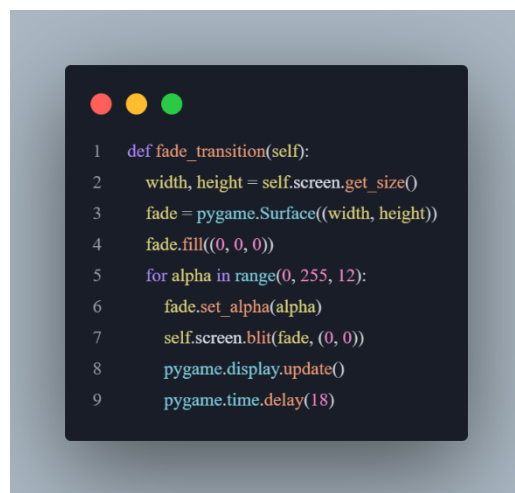 1 def fade_transition(self):
2 width, height = self.screen.get_size()
3 fade = pygame.Surface((width, height))
4 fade.fill((0, 0, 0))
5 for alpha in range(0, 255, 12):
6 fade.set_alpha(alpha)
7 self.screen.blit(fade, (0, 0))
8 pygame.display.update()
9 pygame.time.delay(18)